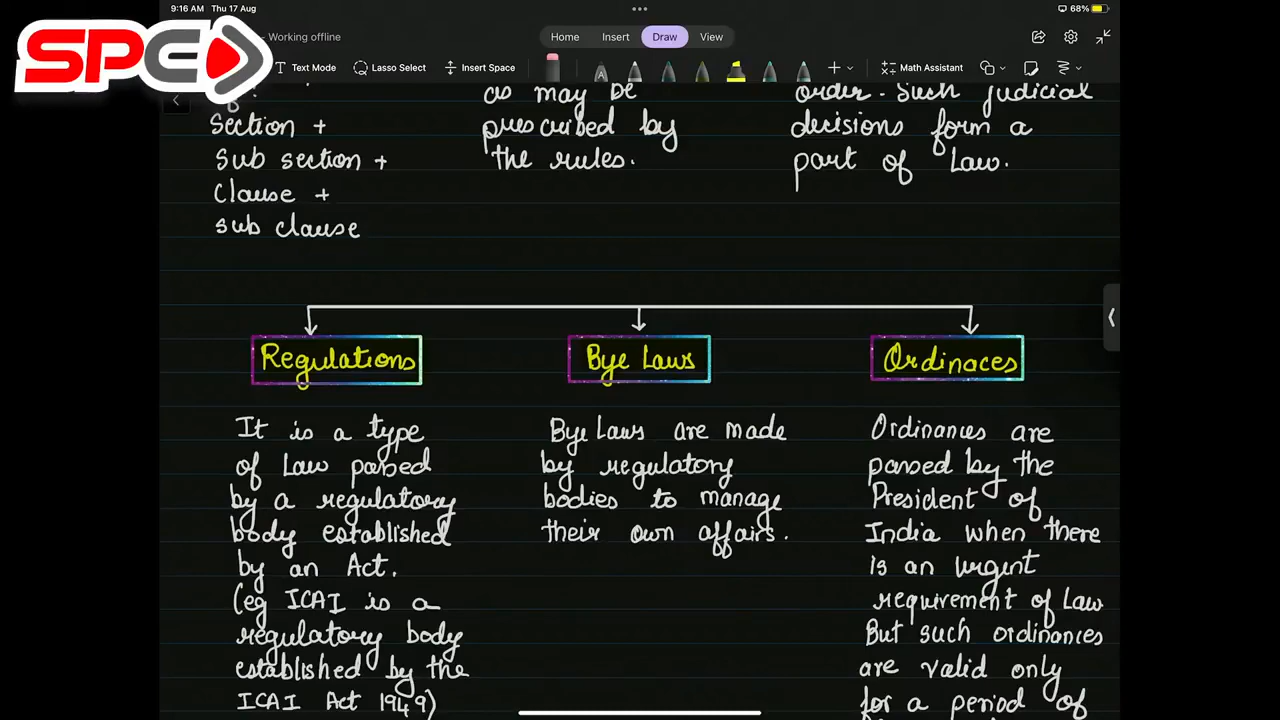 9:16 AM Thu 17 Aug
68%
SPE
Working offline
Home Insert Draw View
Text Mode Lasso Select Insert Space Math Assistant
Section +
Sub section +
Clause +
sub clause
as may be
prescribed by
the rules.
order. Such judicial
decisions form a
part of Law.
Regulations
It is a type
of Law passed
by a regulatory
body established
by an Act.
(eg ICAI is a
regulatory body
established by the
ICAI Act 1949)
Bye Laws
Bye Laws are made
by regulatory
bodies to manage
their own affairs.
Ordinaces
Ordinances are
passed by the
President of
India when there
is an urgent
requirement of Law
But such ordinances
are valid only
for a period of